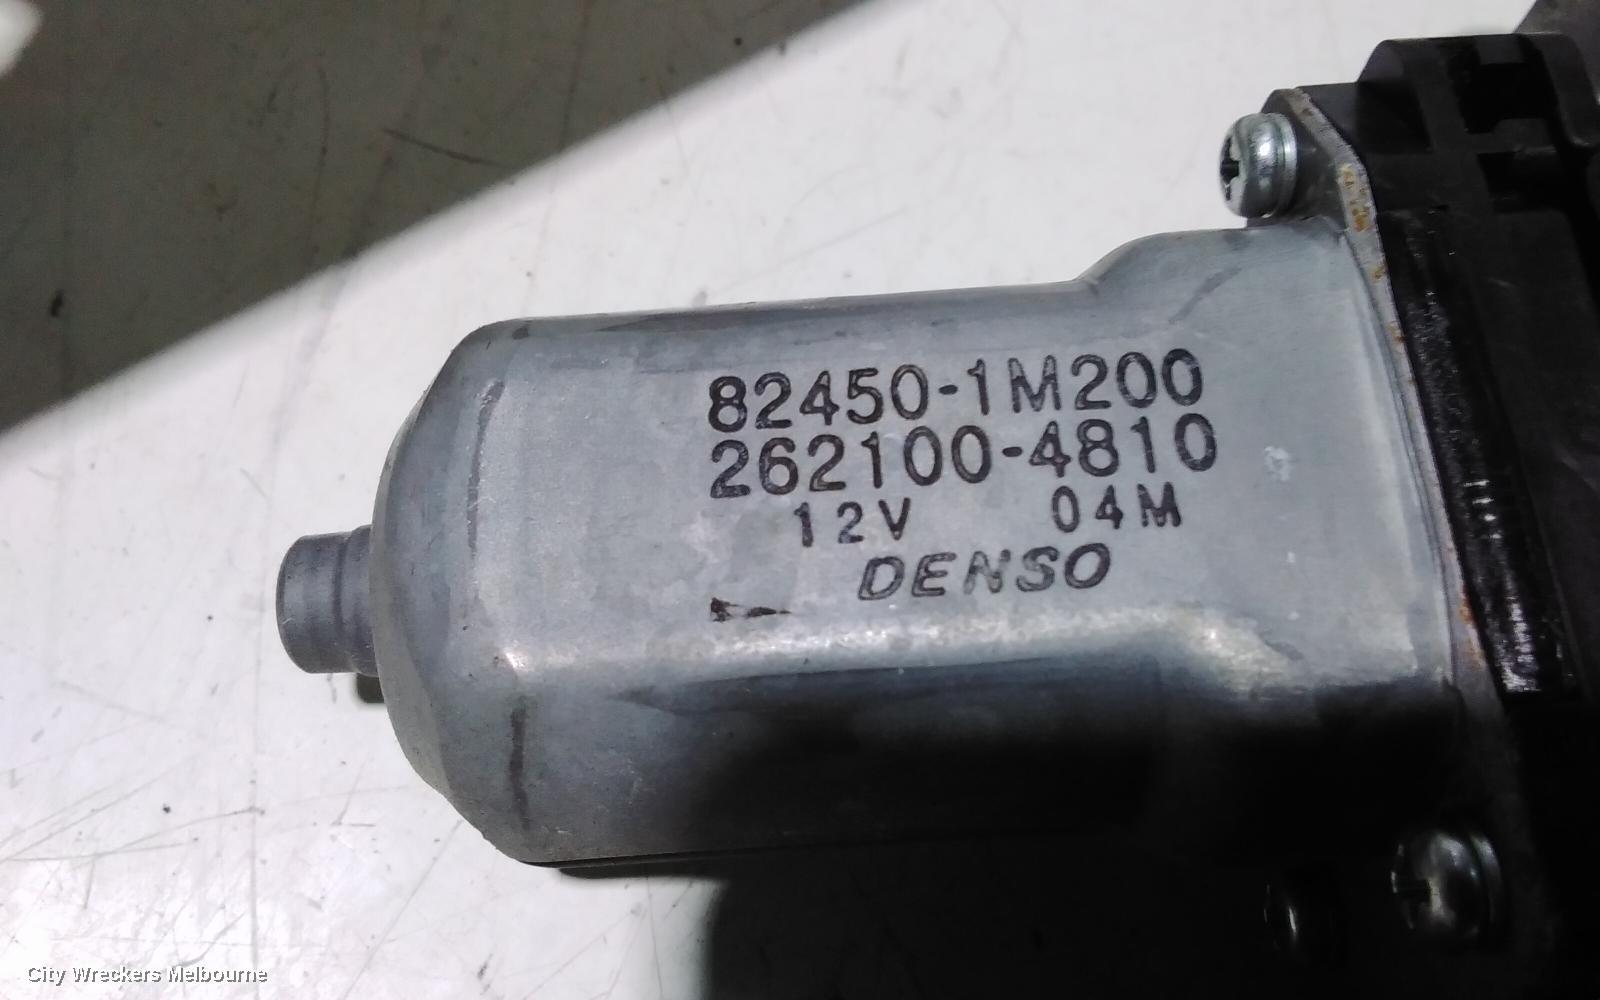 82450-1M200
262100-4810
12V 04M
DENSO
City Wreckers Melbourne